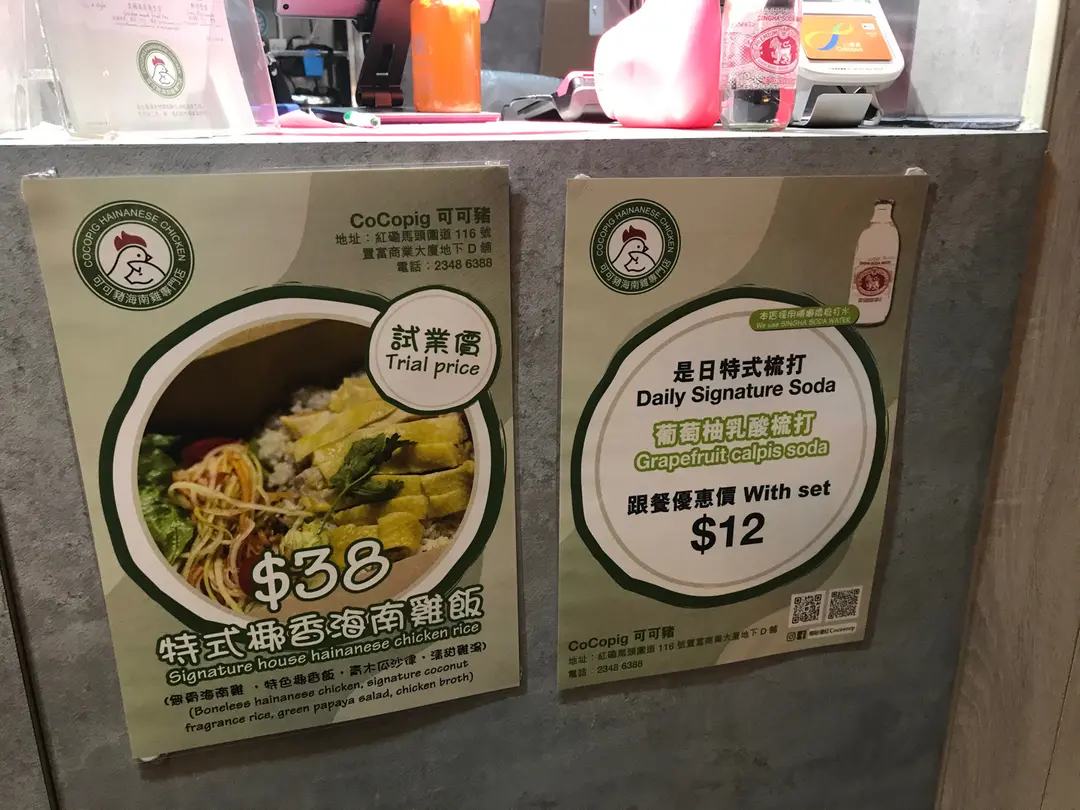 COCOPIG HAINANESE CHICKEN
可可豬海南雞專門店
CoCopig 可可豬
地址：紅磡馬頭圍道 116 號
豐富商業大廈地下 D 舖
電話：2348 6388
試業價
Trial price
$38
特式椰香海南雞飯
Signature house hainanese chicken rice
(無骨海南雞，特色椰香飯，青木瓜沙律，清甜雞湯)
(Boneless hainanese chicken, signature coconut
fragrance rice, green papaya salad, chicken broth)
COCOPIG HAINANESE CHICKEN
可可豬海南雞專門店
We use SINGHA SODA WATER
是日特式梳打
Daily Signature Soda
葡萄柚乳酸梳打
Grapefruit calpis soda
跟餐優惠價 With set
$12
CoCopig 可可豬
地址：紅磡馬頭圍道 116 號豐富商業大廈地下 D 舖
電話：2348 6388
SINGHA SODA WATER